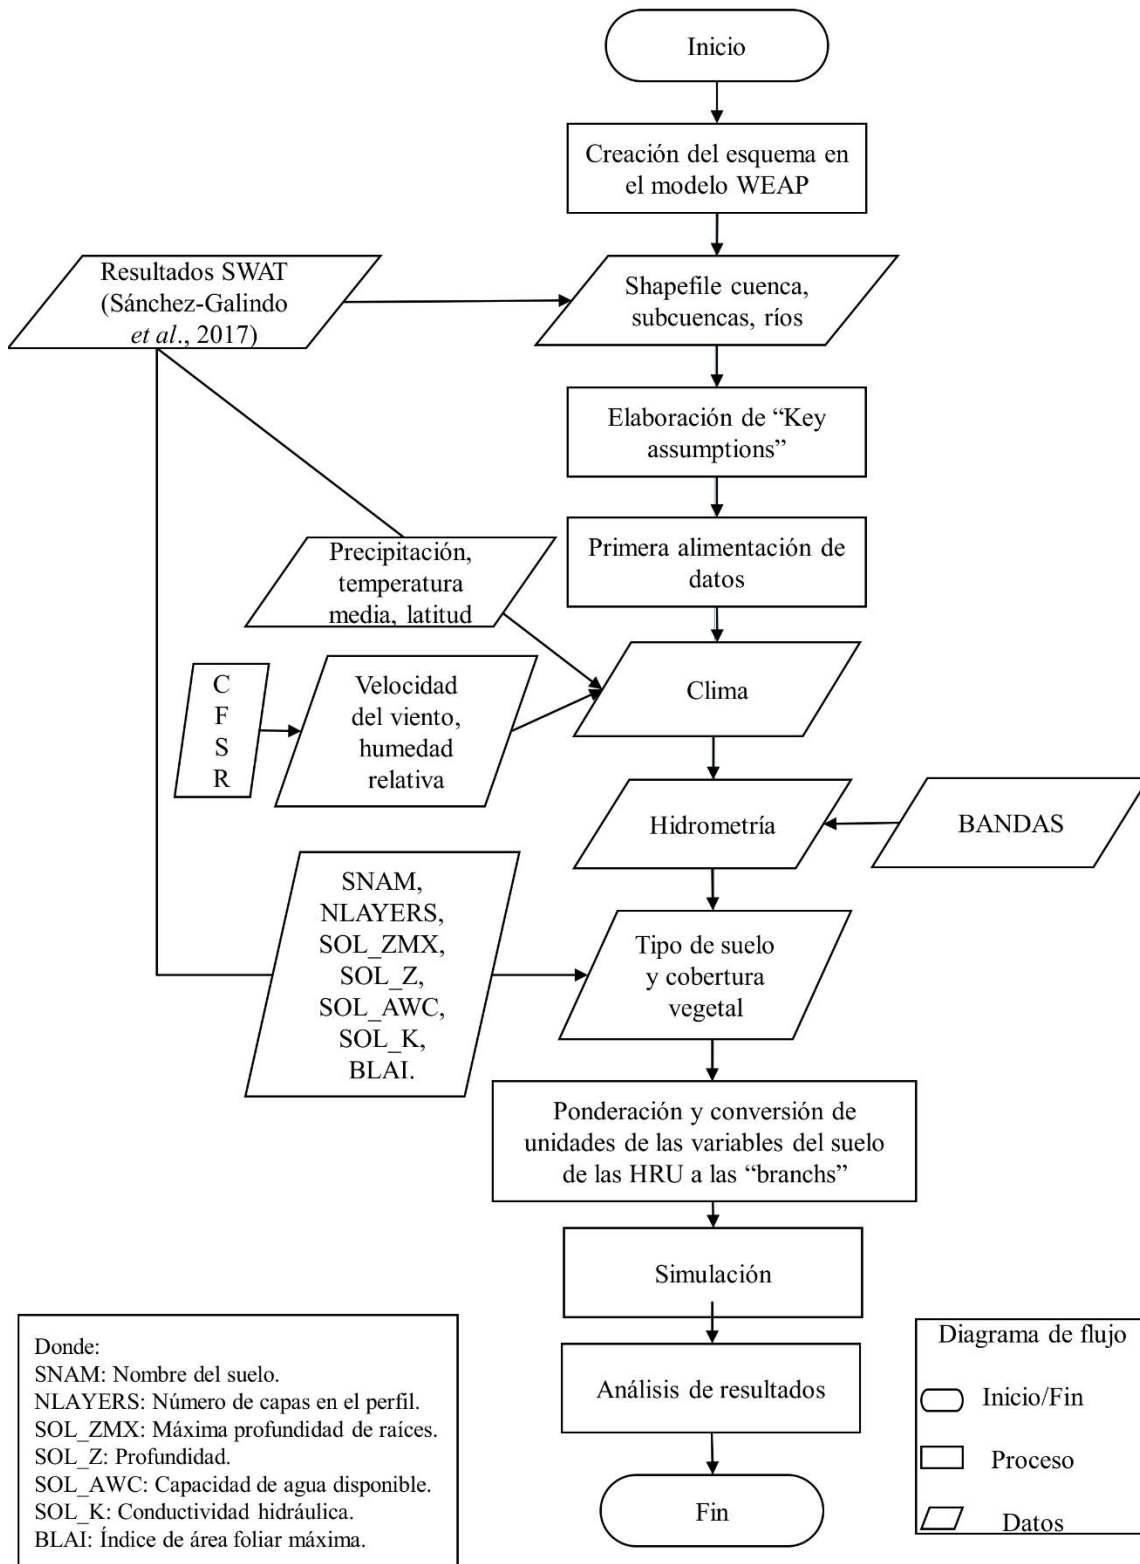 Inicio
Creación del esquema en
el modelo WEAP
Resultados SWAT
(Sánchez-Galindo
et al., 2017)
Shapefile cuenca,
subcuencas, ríos
Elaboración de “Key
assumptions”
Primera alimentación de
datos
Precipitación,
temperatura
media, latitud
Clima
C
F
S
R
Velocidad
del viento,
humedad
relativa
Hidrometría
BANDAS
SNAM,
NLAYERS,
SOL_ZMX,
SOL_Z,
SOL_AWC,
SOL_K,
BLAI.
Tipo de suelo
y cobertura
vegetal
Ponderación y conversión de
unidades de las variables del suelo
de las HRU a las “branchs”
Simulación
Análisis de resultados
Fin
Donde:
SNAM: Nombre del suelo.
NLAYERS: Número de capas en el perfil.
SOL_ZMX: Máxima profundidad de raíces.
SOL_Z: Profundidad.
SOL_AWC: Capacidad de agua disponible.
SOL_K: Conductividad hidráulica.
BLAI: Índice de área foliar máxima.
Diagrama de flujo
Inicio/Fin
Proceso
Datos